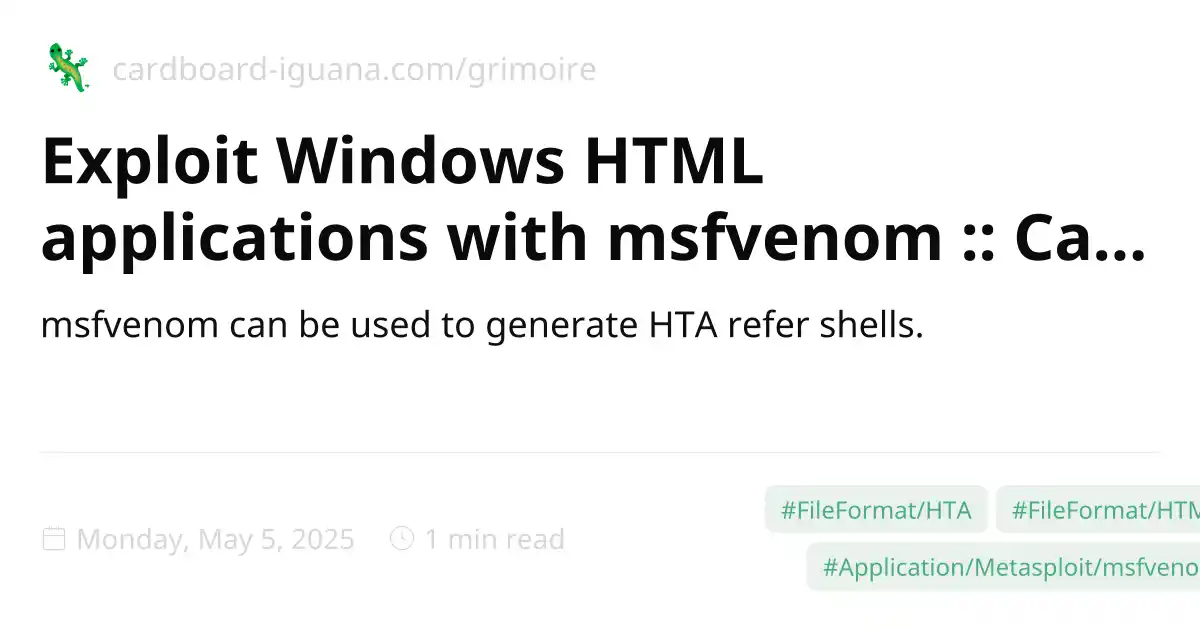 cardboard-iguana.com/grimoire
Exploit Windows HTML
applications with msfvenom :: Ca...
msfvenom can be used to generate HTA refer shells.
#FileFormat/HTA #FileFormat/HTM
Monday, May 5, 2025 1 min read
#Application/Metasploit/msfveno